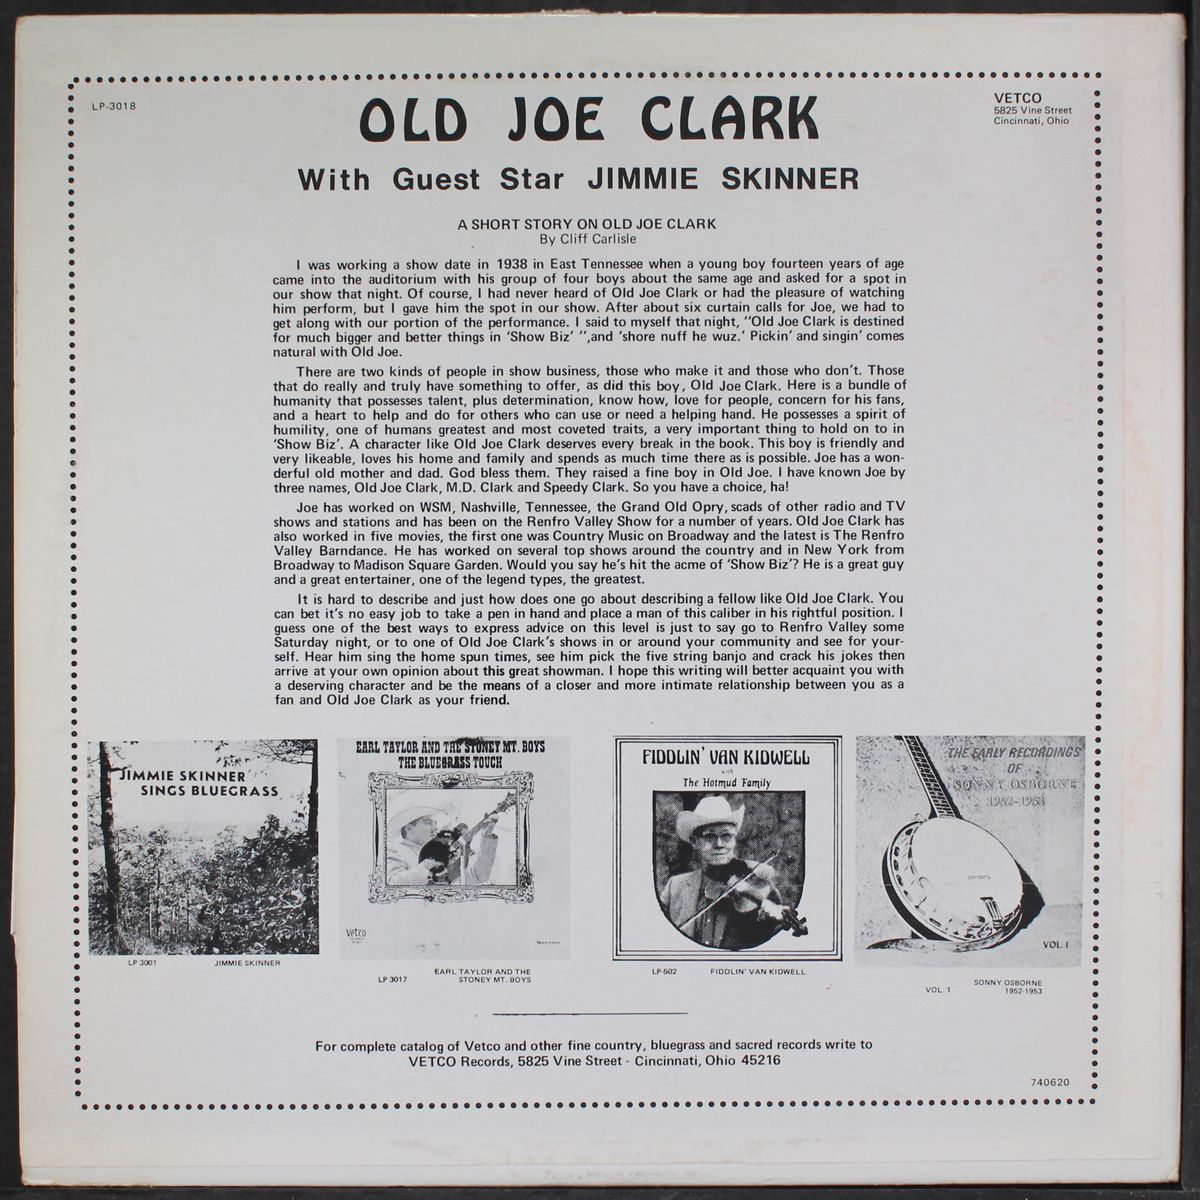 LP-3018
OLD JOE CLARK
VETCO
5825 Vine Street
Cincinnati, Ohio
With Guest Star JIMMIE SKINNER
A SHORT STORY ON OLD JOE CLARK
By Cliff Carlisle
I was working a show date in 1938 in East Tennessee when a young boy fourteen years of age
came into the auditorium with his group of four boys about the same age and asked for a spot in
our show that night. Of course, I had never heard of Old Joe Clark or had the pleasure of watching
him perform, but I gave him the spot in our show. After about six curtain calls for Joe, we had to
get along with our portion of the performance. I said to myself that night, "Old Joe Clark is destined
for much bigger and better things in 'Show Biz' ",and 'shore nuff he wuz.' Pickin' and singin' comes
natural with Old Joe.
There are two kinds of people in show business, those who make it and those who don't. Those
that do really and truly have something to offer, as did this boy, Old Joe Clark. Here is a bundle of
humanity that possesses talent, plus determination, know how, love for people, concern for his fans,
and a heart to help and do for others who can use or need a helping hand. He possesses a spirit of
humility, one of humans greatest and most coveted traits, a very important thing to hold on to in
'Show Biz'. A character like Old Joe Clark deserves every break in the book. This boy is friendly and
very likeable, loves his home and family and spends as much time there as is possible. Joe has a won-
derful old mother and dad. God bless them. They raised a fine boy in Old Joe. I have known Joe by
three names, Old Joe Clark, M.D. Clark and Speedy Clark. So you have a choice, ha!
Joe has worked on WSM, Nashville, Tennessee, the Grand Old Opry, scads of other radio and TV
shows and stations and has been on the Renfro Valley Show for a number of years. Old Joe Clark has
also worked in five movies, the first one was Country Music on Broadway and the latest is The Renfro
Valley Barndance. He has worked on several top shows around the country and in New York from
Broadway to Madison Square Garden. Would you say he's hit the acme of 'Show Biz'? He is a great guy
and a great entertainer, one of the legend types, the greatest.
It is hard to describe and just how does one go about describing a fellow like Old Joe Clark. You
can bet it's no easy job to take a pen in hand and place a man of this caliber in his rightful position. I
guess one of the best ways to express advice on this level is just to say go to Renfro Valley some
Saturday night, or to one of Old Joe Clark's shows in or around your community and see for your-
self. Hear him sing the home spun times, see him pick the five string banjo and crack his jokes then
arrive at your own opinion about this great showman. I hope this writing will better acquaint you with
a deserving character and be the means of a closer and more intimate relationship between you as a
fan and Old Joe Clark as your friend.
JIMMIE SKINNER
SINGS BLUEGRASS
LP 3001 JIMMIE SKINNER
EARL TAYLOR AND THE STONEY MT. BOYS
THE BLUEGRASS TOUCH
Vetco
LP 3017 EARL TAYLOR AND THE
STONEY MT. BOYS
FIDDLIN' VAN KIDWELL
with
The Hotmud Family
LP-502 FIDDLIN' VAN KIDWELL
THE EARLY RECORDINGS
OF
SONNY OSBORNE
1952-1953
VOL. 1
VOL. 1 SONNY OSBORNE
1952-1953
For complete catalog of Vetco and other fine country, bluegrass and sacred records write to
VETCO Records, 5825 Vine Street - Cincinnati, Ohio 45216
740620